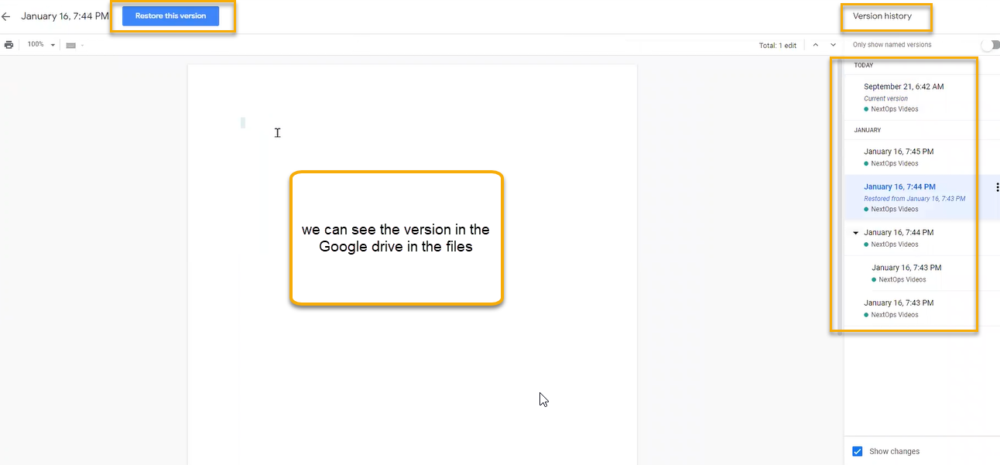 January 16, 7:44 PM
Restore this version
Version history
100%
Total: 1 edit
Only show named versions
TODAY
September 21, 6:42 AM
Current version
NextOps Videos
JANUARY
January 16, 7:45 PM
NextOps Videos
January 16, 7:44 PM
Restored from January 16, 7:43 PM
NextOps Videos
January 16, 7:44 PM
NextOps Videos
January 16, 7:43 PM
NextOps Videos
January 16, 7:43 PM
NextOps Videos
we can see the version in the
Google drive in the files
Show changes